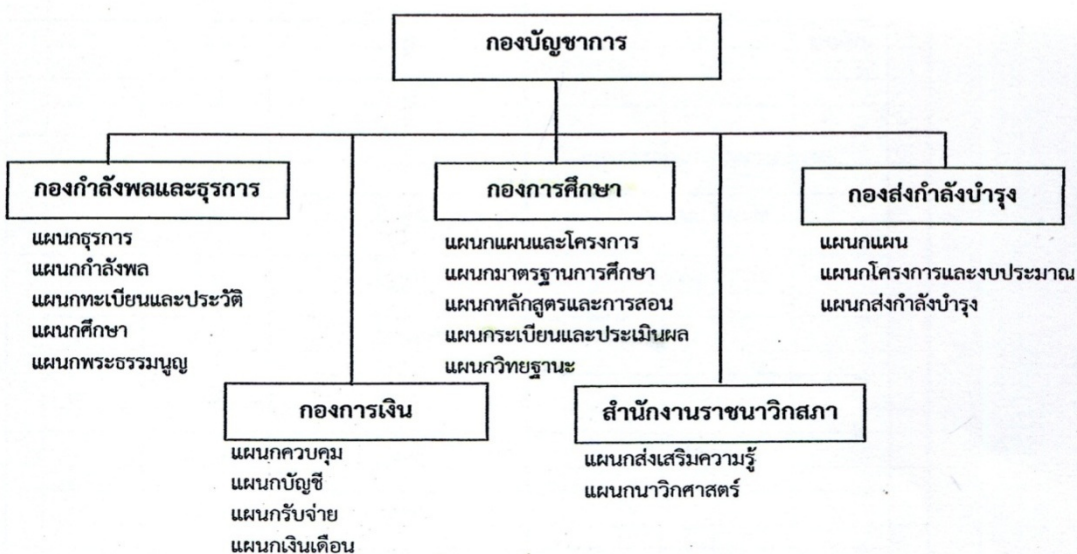 กองบัญชาการ
กองกำลังพลและธุรการ
แผนกธุรการ
แผนกกำลังพล
แผนกทะเบียนและประวัติ
แผนกศึกษา
แผนกพระธรรมนูญ
กองการเงิน
แผนกควบคุม
แผนกบัญชี
แผนกรับจ่าย
แผนกเงินเดือน
กองการศึกษา
แผนกแผนและโครงการ
แผนกมาตรฐานการศึกษา
แผนกหลักสูตรและการสอน
แผนกระเบียนและประเมินผล
แผนกวิทยฐานะ
สำนักงานราชนาวิกสภา
แผนกส่งเสริมความรู้
แผนกนาวิกศาสตร์
กองส่งกำลังบำรุง
แผนกแผน
แผนกโครงการและงบประมาณ
แผนกส่งกำลังบำรุง